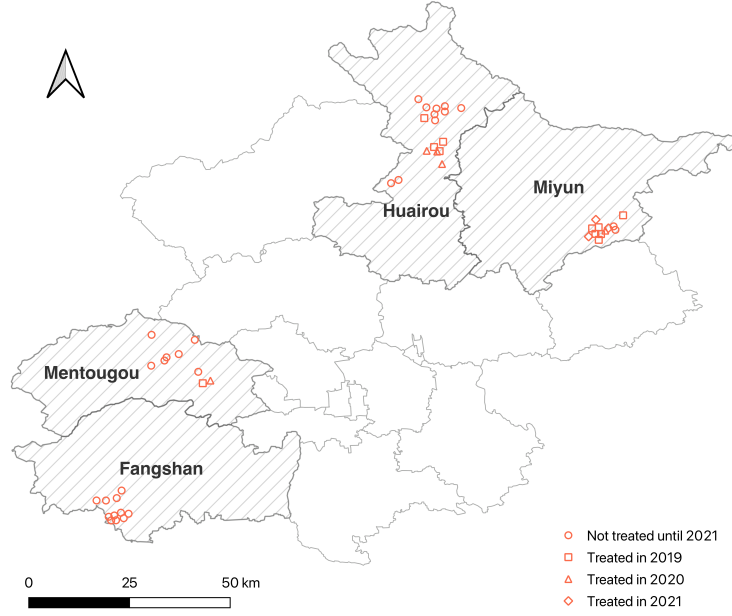 Miyun
Huairou
Mentougou
Fangshan
Not treated until 2021
Treated in 2019
Treated in 2020
Treated in 2021
0 25 50 km